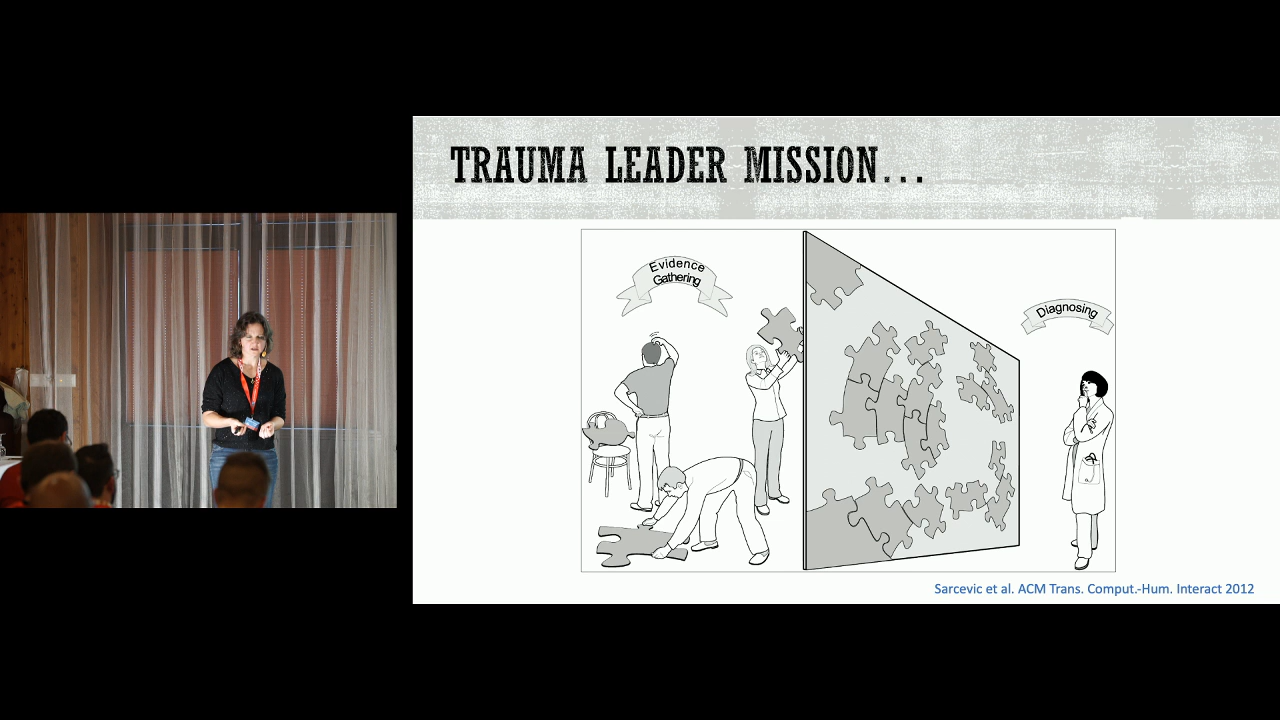 TRAUMA LEADER MISSION...
Evidence
Gathering
Diagnosing
Sarcevic et al. ACM Trans. Comput.-Hum. Interact 2012